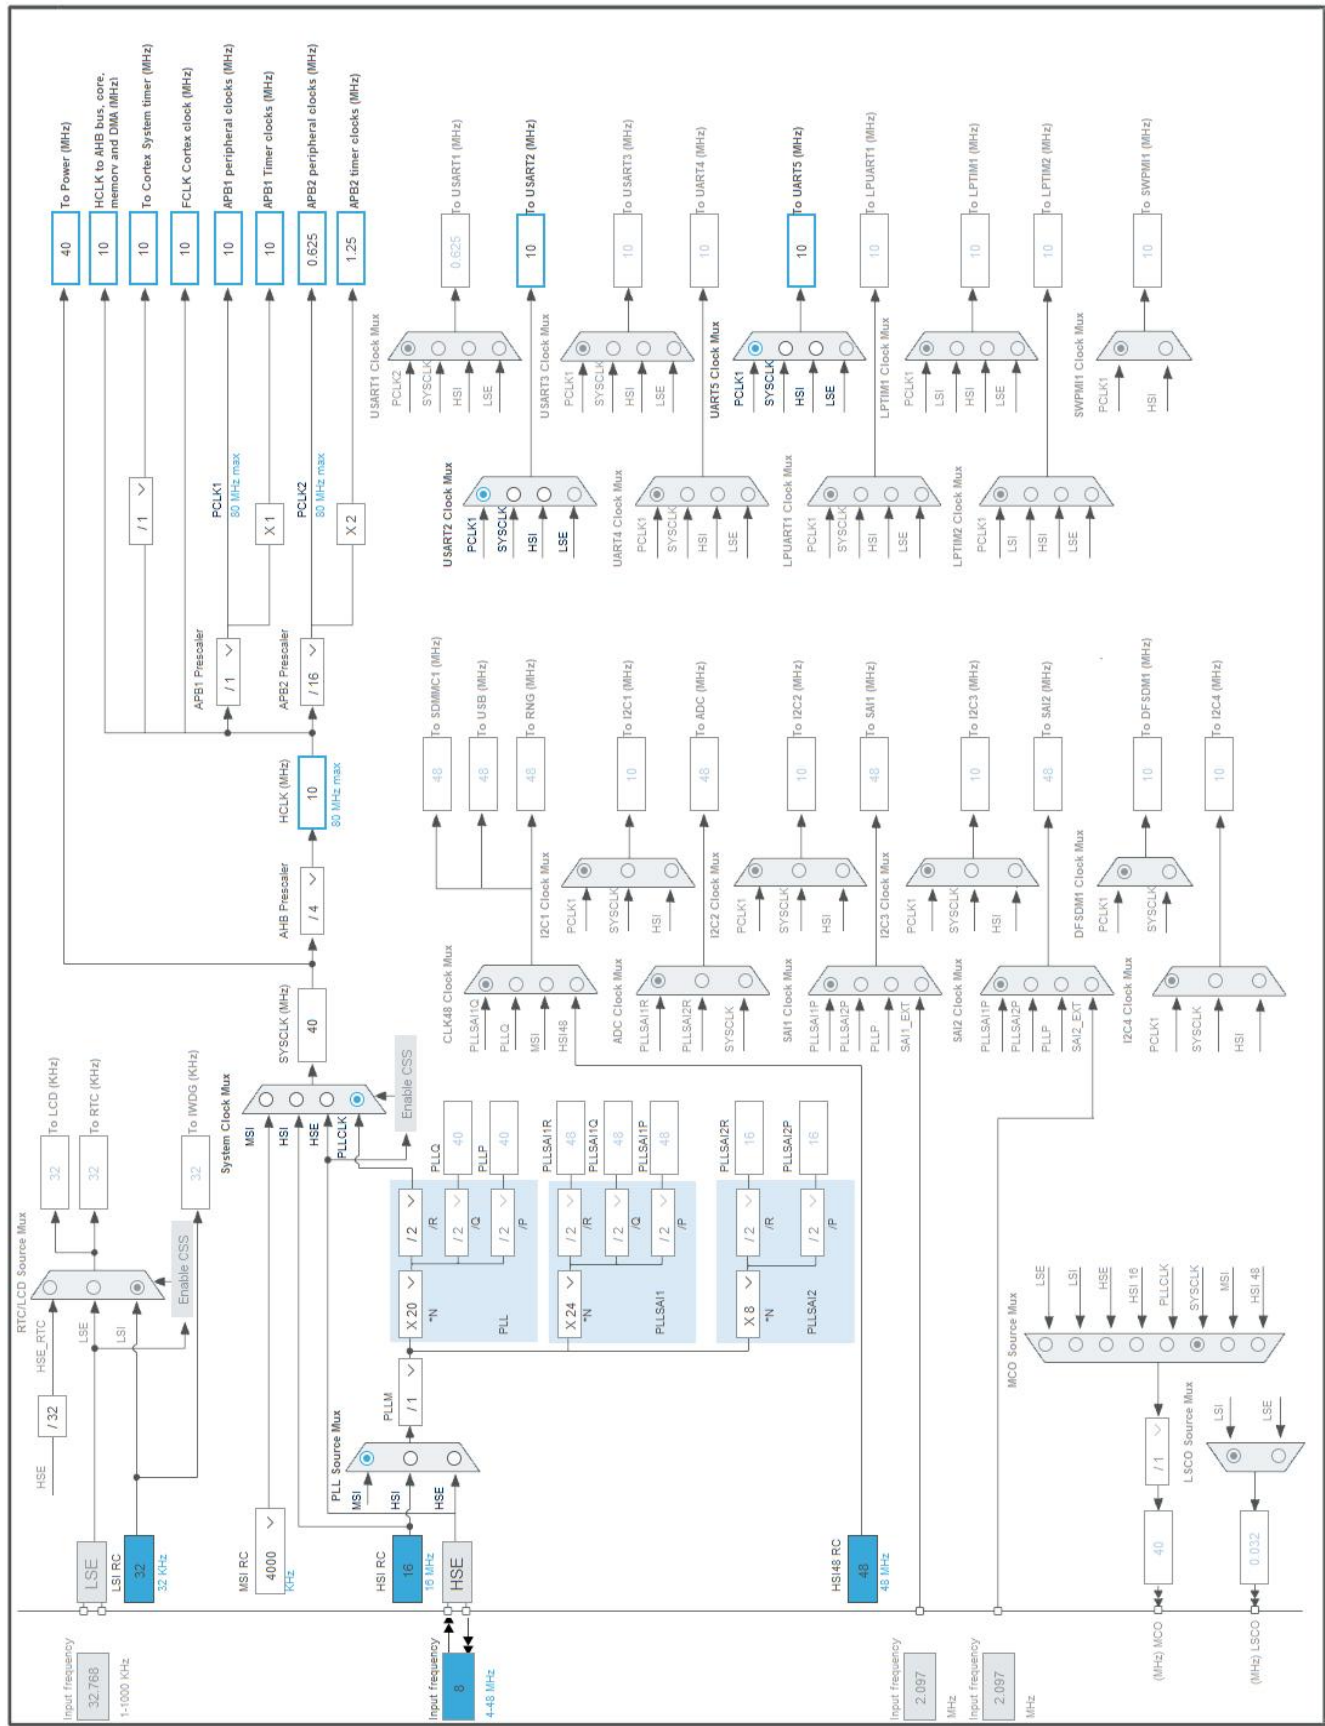 Input frequency
32.768
1-1000 KHz
LSE
LSI RC
32
32 KHz
HSE
/ 32
HSE_RTC
LSE
LSI
RTC/LCD Source Mux
Enable CSS
32
To LCD (KHz)
32
To RTC (KHz)
32
To IWDG (KHz)
System Clock Mux
MSI RC
4000
KHz
MSI
HSI
HSE
PLLCLK
Enable CSS
SYSCLK (MHz)
40
AHB Prescaler
/ 4
HCLK (MHz)
10
80 MHz max
APB1 Prescaler
/ 1
APB2 Prescaler
/ 16
/ 1
PCLK1
80 MHz max
X 1
PCLK2
80 MHz max
X 2
40
To Power (MHz)
10
HCLK to AHB bus, core,
memory and DMA (MHz)
10
To Cortex System timer (MHz)
10
FCLK Cortex clock (MHz)
10
APB1 peripheral clocks (MHz)
10
APB1 Timer clocks (MHz)
0.625
APB2 peripheral clocks (MHz)
1.25
APB2 timer clocks (MHz)
HSI RC
16
16 MHz
Input frequency
8
4-48 MHz
HSE
PLL Source Mux
MSI
HSI
HSE
PLLM
/ 1
X 20
*N
PLL
/ 2
/R
/ 2
/Q
/ 2
/P
PLLQ
40
PLLP
40
X 24
*N
PLLSAI1
/ 2
/R
/ 2
/Q
/ 2
/P
PLLSAI1R
48
PLLSAI1Q
48
PLLSAI1P
48
X 8
*N
PLLSAI2
/ 2
/R
/ 2
/P
PLLSAI2R
16
PLLSAI2P
16
HSI48 RC
48
48 MHz
Input frequency
2.097
MHz
Input frequency
2.097
MHz
CLK48 Clock Mux
PLLSAI1Q
PLLQ
MSI
HSI48
48
To SDMMC1 (MHz)
48
To USB (MHz)
48
To RNG (MHz)
I2C1 Clock Mux
PCLK1
SYSCLK
HSI
10
To I2C1 (MHz)
ADC Clock Mux
PLLSAI1R
PLLSAI2R
SYSCLK
48
To ADC (MHz)
I2C2 Clock Mux
PCLK1
SYSCLK
HSI
10
To I2C2 (MHz)
SAI1 Clock Mux
PLLSAI1P
PLLSAI2P
PLLP
SAI1_EXT
48
To SAI1 (MHz)
I2C3 Clock Mux
PCLK1
SYSCLK
HSI
10
To I2C3 (MHz)
SAI2 Clock Mux
PLLSAI1P
PLLSAI2P
PLLP
SAI2_EXT
48
To SAI2 (MHz)
DFSDM1 Clock Mux
PCLK1
SYSCLK
10
To DFSDM1 (MHz)
I2C4 Clock Mux
PCLK1
SYSCLK
HSI
10
To I2C4 (MHz)
USART1 Clock Mux
PCLK2
SYSCLK
HSI
LSE
0.625
To USART1 (MHz)
USART2 Clock Mux
PCLK1
SYSCLK
HSI
LSE
10
To USART2 (MHz)
USART3 Clock Mux
PCLK1
SYSCLK
HSI
LSE
10
To USART3 (MHz)
UART4 Clock Mux
PCLK1
SYSCLK
HSI
LSE
10
To UART4 (MHz)
UART5 Clock Mux
PCLK1
SYSCLK
HSI
LSE
10
To UART5 (MHz)
LPUART1 Clock Mux
PCLK1
SYSCLK
HSI
LSE
10
To LPUART1 (MHz)
LPTIM1 Clock Mux
PCLK1
LSI
HSI
LSE
10
To LPTIM1 (MHz)
LPTIM2 Clock Mux
PCLK1
LSI
HSI
LSE
10
To LPTIM2 (MHz)
SWPMI1 Clock Mux
PCLK1
HSI
10
To SWPMI1 (MHz)
MCO Source Mux
LSE
LSI
HSE
HSI 16
PLLCLK
SYSCLK
MSI
HSI 48
/ 1
40
(MHz) MCO
LSCO Source Mux
LSI
LSE
0.032
(MHz) LSCO